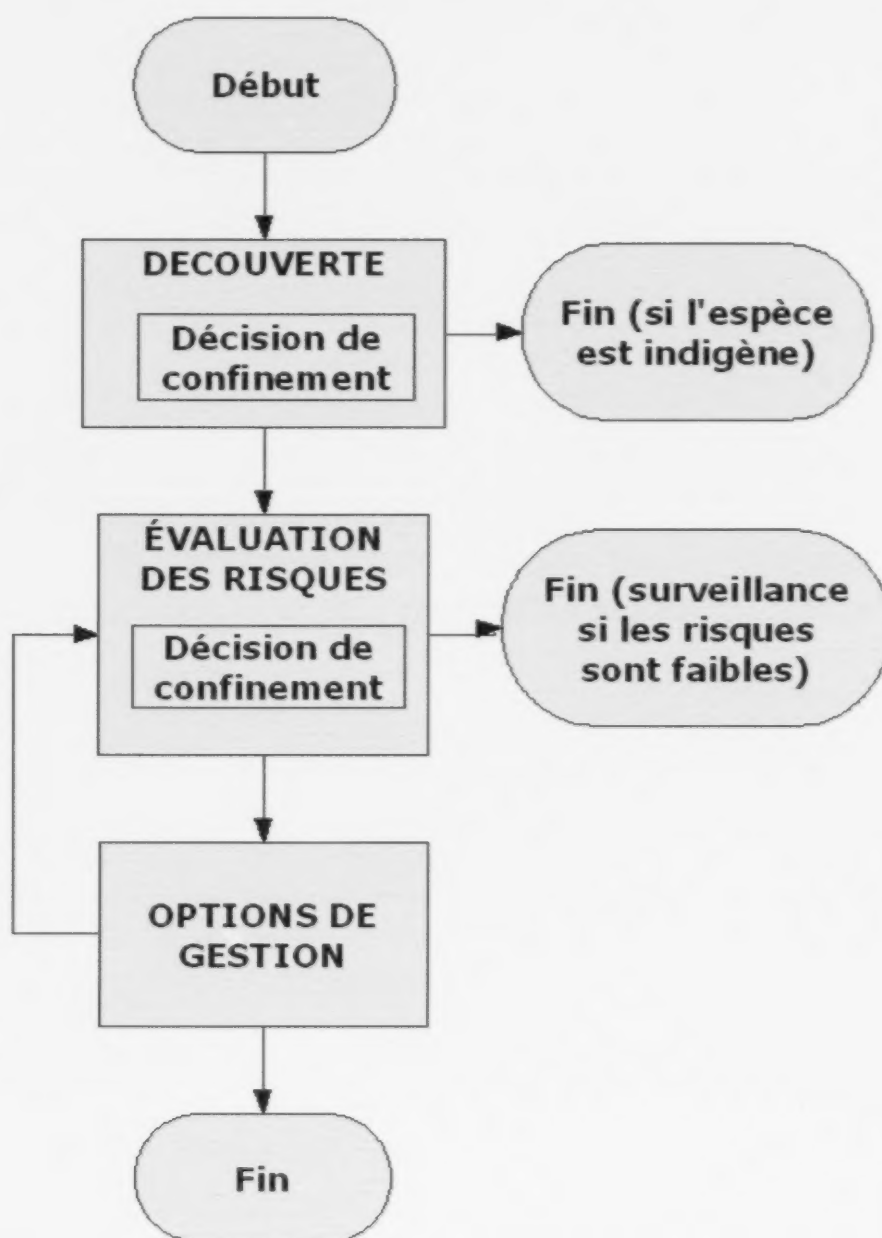 Début
DECOUVERTE
Décision de
confinement
Fin (si l'espèce
est indigène)
ÉVALUATION
DES RISQUES
Décision de
confinement
Fin (surveillance
si les risques
sont faibles)
OPTIONS DE
GESTION
Fin